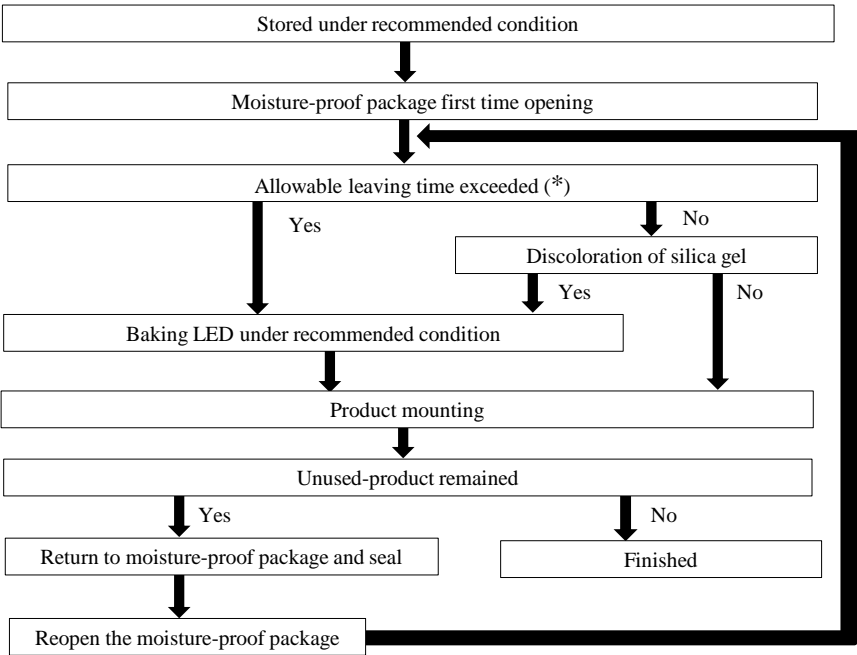 Stored under recommended condition
Moisture-proof package first time opening
Allowable leaving time exceeded (*)
Yes
No
Discoloration of silica gel
Yes
No
Baking LED under recommended condition
Product mounting
Unused-product remained
Yes
No
Return to moisture-proof package and seal
Finished
Reopen the moisture-proof package